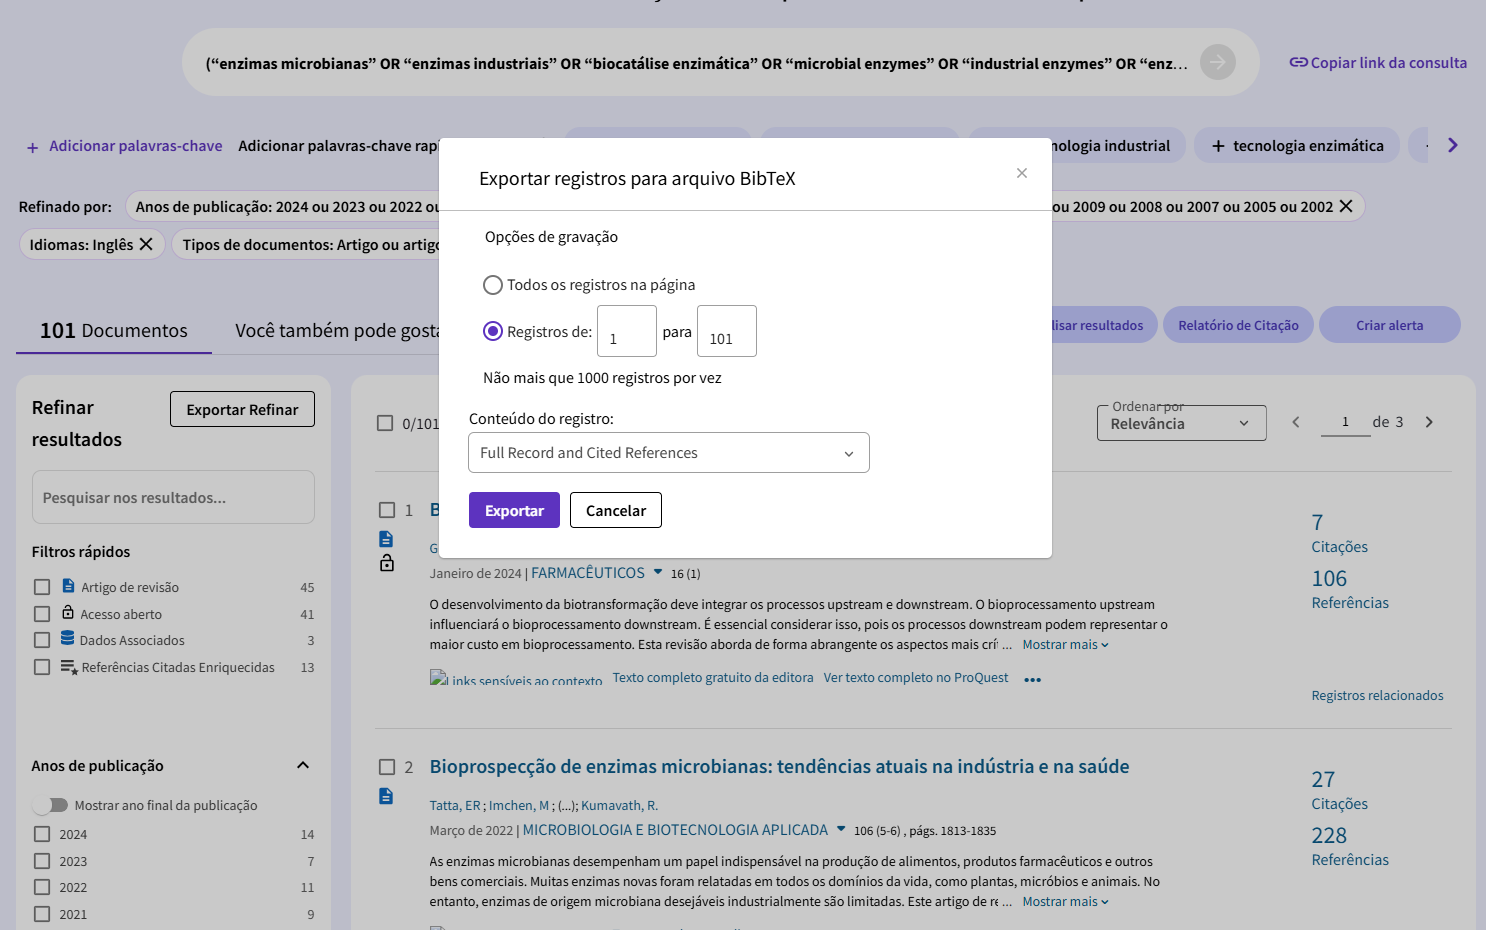 (“enzimas microbianas” OR “enzimas industriais” OR “biocatálise enzimática” OR “microbial enzymes” OR “industrial enzymes” OR “enz…
Copiar link da consulta
+ Adicionar palavras-chave
Adicionar palavras-chave rap
nologia industrial
+ tecnologia enzimática
Refinado por:
Anos de publicação: 2024 ou 2023 ou 2022 ou
ou 2009 ou 2008 ou 2007 ou 2005 ou 2002
Idiomas: Inglês
Tipos de documentos: Artigo ou artigo
Exportar registros para arquivo BibTeX
×
Opções de gravação
Todos os registros na página
Registros de: 1 para 101
Não mais que 1000 registros por vez
Conteúdo do registro:
Full Record and Cited References
Exportar
Cancelar
101 Documentos
Você também pode gosta
lisar resultados
Relatório de Citação
Criar alerta
Refinar
resultados
Exportar Refinar
Pesquisar nos resultados...
Filtros rápidos
Artigo de revisão 45
Acesso aberto 41
Dados Associados 3
Referências Citadas Enriquecidas 13
Anos de publicação
Mostrar ano final da publicação
2024 14
2023 7
2022 11
2021 9
0/101
Ordenar por
Relevância
1 de 3
1
B
G
Janeiro de 2024 | FARMACÊUTICOS 16 (1)
O desenvolvimento da biotransformação deve integrar os processos upstream e downstream. O bioprocessamento upstream
influenciará o bioprocessamento downstream. É essencial considerar isso, pois os processos downstream podem representar o
maior custo em bioprocessamento. Esta revisão aborda de forma abrangente os aspectos mais crít ... Mostrar mais
Links sensíveis ao contexto
Texto completo gratuito da editora
Ver texto completo no ProQuest
•••
7
Citações
106
Referências
Registros relacionados
2
Bioprospecção de enzimas microbianas: tendências atuais na indústria e na saúde
Tatta, ER ; Imchen, M ; (...); Kumavath, R.
Março de 2022 | MICROBIOLOGIA E BIOTECNOLOGIA APLICADA 106 (5-6) , págs. 1813-1835
As enzimas microbianas desempenham um papel indispensável na produção de alimentos, produtos farmacêuticos e outros
bens comerciais. Muitas enzimas novas foram relatadas em todos os domínios da vida, como plantas, micróbios e animais. No
entanto, enzimas de origem microbiana desejáveis industrialmente são limitadas. Este artigo de re ... Mostrar mais
27
Citações
228
Referências